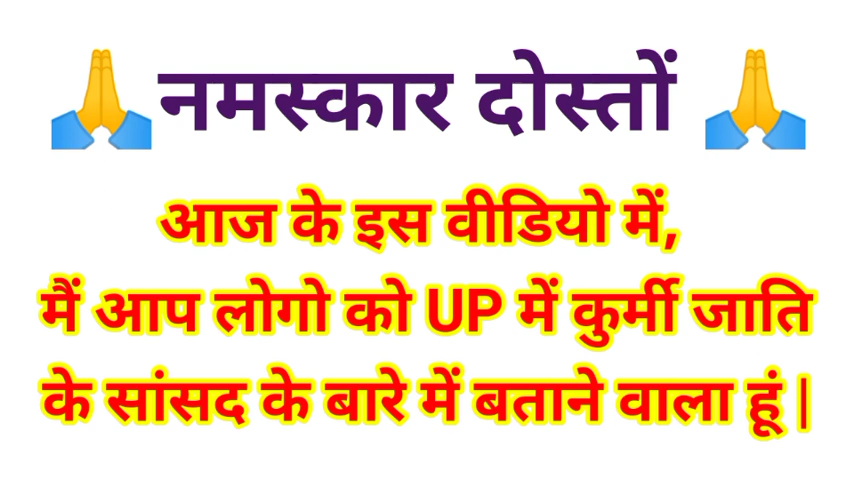 🙏नमस्कार दोस्तों 🙏
आज के इस वीडियो में,
मैं आप लोगो को UP में कुर्मी जाति
के सांसद के बारे में बताने वाला हूं |